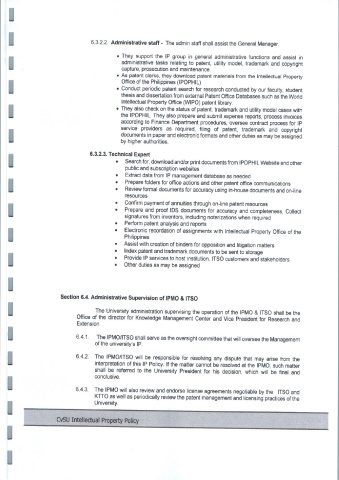 6.3.2.2. Administrative staff - The admin staff shall assist the General Manager.
• They support the IP group in general administrative functions and assist in
administrative tasks relating to patent, utility model, trademark and copyright
capture, prosecution and maintenance.
• As patent clerks, they download patent materials from the Intellectual Property
Office of the Philippines (IPOPHIL)
• Conduct periodic patent search for research conducted by our faculty, student
thesis and dissertation from external Patent Office Databases such as the World
Intellectual Property Office (WIPO) patent library.
• They also check on the status of patent, trademark and utility model cases with
the IPOPHIL. They also prepare and submit expense reports, process invoices
according to Finance Department procedures, oversee contract process for IP
service providers as required, filing of patent, trademark and copyright
documents in paper and electronic formats and other duties as may be assigned
by higher authorities.
6.3.2.3. Technical Expert
• Search for, download and/or print documents from IPOPHIL Website and other
public and subscription websites
• Extract data from IP management database as needed
• Prepare folders for office actions and other patent office communications
• Review formal documents for accuracy using in-house documents and on-line
resources
• Confirm payment of annuities through on-line patent resources
• Prepare and proof IDS documents for accuracy and completeness. Collect
signatures from inventors, including notarizations when required
• Perform patent analysis and reports
• Electronic recordation of assignments with Intellectual Property Office of the
Philippines
• Assist with creation of binders for opposition and litigation matters
• Index patent and trademark documents to be sent to storage
• Provide IP services to host institution, ITSO customers and stakeholders
• Other duties as may be assigned
Section 6.4. Administrative Supervision of IPMO & ITSO
The University administration supervising the operation of the IPMO & ITSO shall be the
Office of the director for Knowledge Management Center and Vice President for Research and
Extension
6.4.1. The IPMO/ITSO shall serve as the oversight committee that will oversee the Management
of the university's IP.
6.4.2. The IPMO/ITSO will be responsible for resolving any dispute that may arise from the
interpretation of this IP Policy. If the matter cannot be resolved at the IPMO, such matter
shall be referred to the University President for his decision, which will be final and
conclusive.
6.4.3. The IPMO will also review and endorse license agreements negotiable by the ITSO and
KTTO as well as periodically review the patent management and licensing practices of the
University.
CvSU Intellectual Property Policy